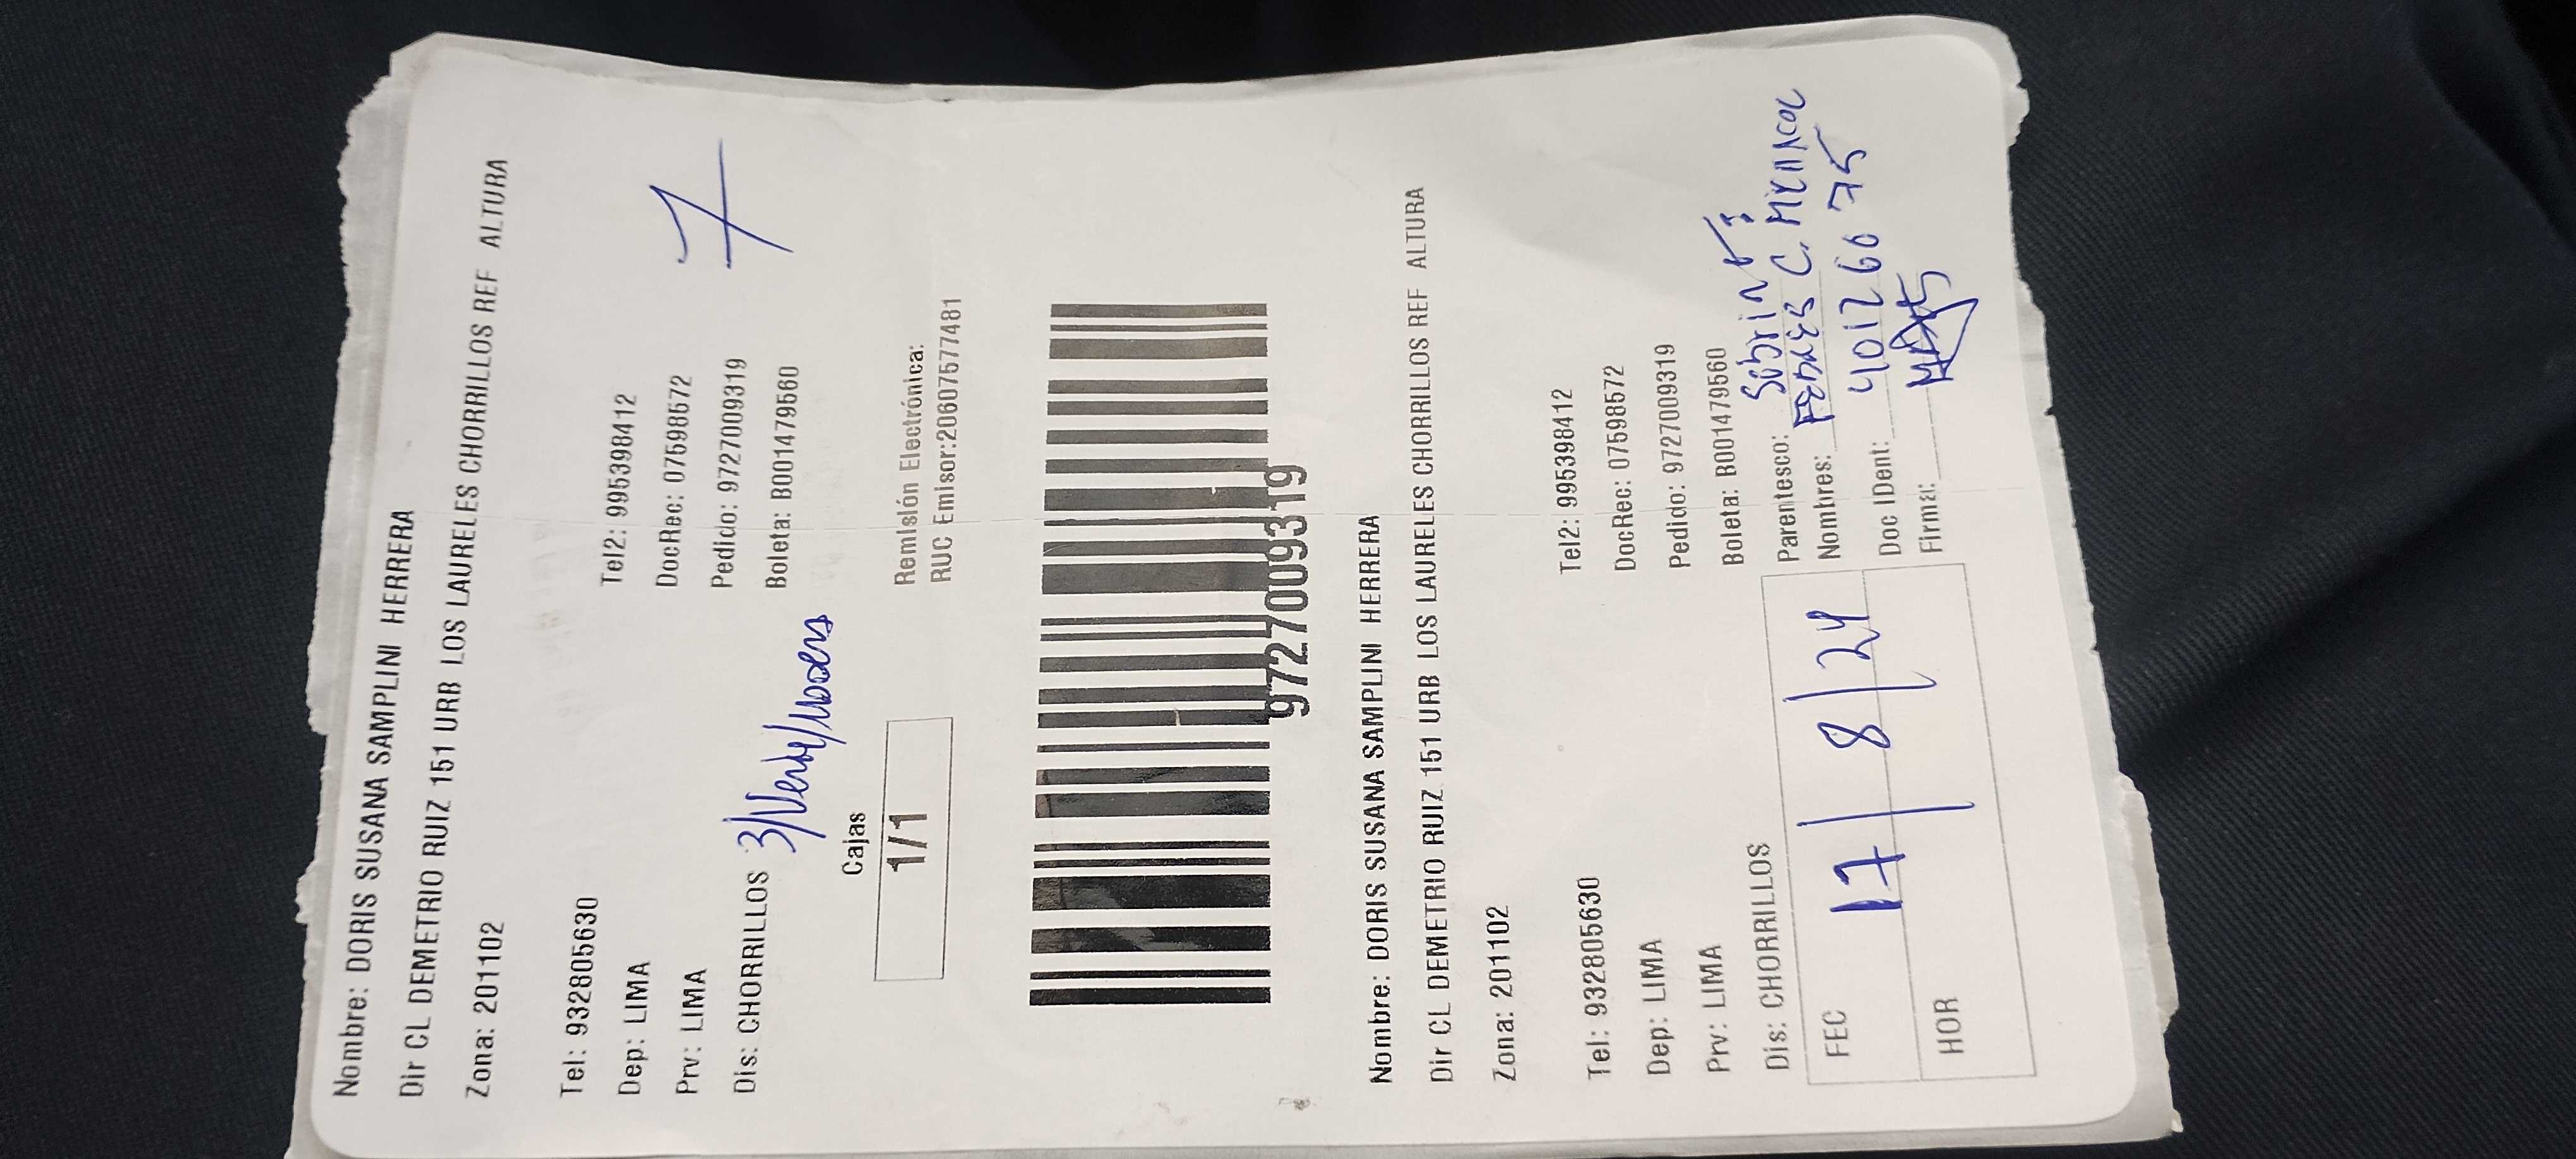 Nombre: DORIS SUSANA SAMPLINI HERRERA
Dir CL DEMETRIO RUIZ 151 URB LOS LAURELES CHORRILLOS REF ALTURA
Zona: 201102
Tel: 932805630 Tel2: 995398412
Dep: LIMA DocRec: 07598572
Prv: LIMA Pedido: 9727009319
7
Dis: CHORRILLOS Boleta: B001479560
3/Verde/
Cajas
1/1
Remisión Electrónica:
RUC Emisor:20607577481
9727009319
Nombre: DORIS SUSANA SAMPLINI HERRERA
Dir CL DEMETRIO RUIZ 151 URB LOS LAURELES CHORRILLOS REF ALTURA
Zona: 201102
Tel: 932805630 Tel2: 995398412
Dep: LIMA DocRec: 07598572
Prv: LIMA Pedido: 9727009319
Dis: CHORRILLOS Boleta: B001479560
Parentesco:
Nombres: C.
FEC 17/8/24
Doc IDent: 40126075
HOR
Firma: